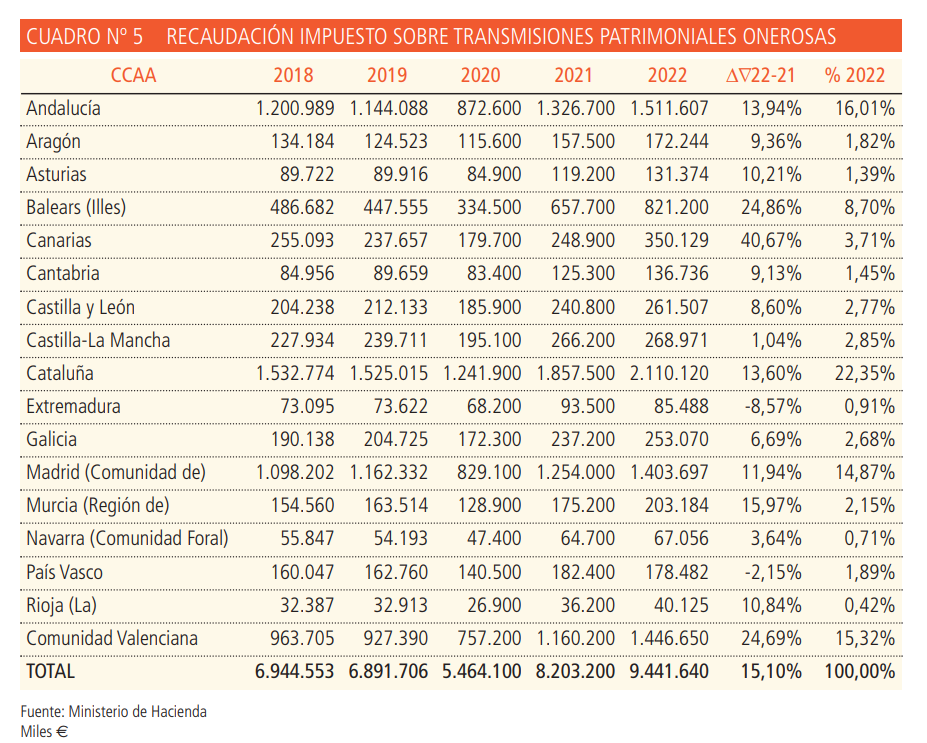 CUADRO Nº 5 RECAUDACIÓN IMPUESTO SOBRE TRANSMISIONES PATRIMONIALES ONEROSAS
CCAA 2018 2019 2020 2021 2022 Δ∇22-21 % 2022
Andalucía 1.200.989 1.144.088 872.600 1.326.700 1.511.607 13,94% 16,01%
Aragón 134.184 124.523 115.600 157.500 172.244 9,36% 1,82%
Asturias 89.722 89.916 84.900 119.200 131.374 10,21% 1,39%
Balears (Illes) 486.682 447.555 334.500 657.700 821.200 24,86% 8,70%
Canarias 255.093 237.657 179.700 248.900 350.129 40,67% 3,71%
Cantabria 84.956 89.659 83.400 125.300 136.736 9,13% 1,45%
Castilla y León 204.238 212.133 185.900 240.800 261.507 8,60% 2,77%
Castilla-La Mancha 227.934 239.711 195.100 266.200 268.971 1,04% 2,85%
Cataluña 1.532.774 1.525.015 1.241.900 1.857.500 2.110.120 13,60% 22,35%
Extremadura 73.095 73.622 68.200 93.500 85.488 -8,57% 0,91%
Galicia 190.138 204.725 172.300 237.200 253.070 6,69% 2,68%
Madrid (Comunidad de) 1.098.202 1.162.332 829.100 1.254.000 1.403.697 11,94% 14,87%
Murcia (Región de) 154.560 163.514 128.900 175.200 203.184 15,97% 2,15%
Navarra (Comunidad Foral) 55.847 54.193 47.400 64.700 67.056 3,64% 0,71%
País Vasco 160.047 162.760 140.500 182.400 178.482 -2,15% 1,89%
Rioja (La) 32.387 32.913 26.900 36.200 40.125 10,84% 0,42%
Comunidad Valenciana 963.705 927.390 757.200 1.160.200 1.446.650 24,69% 15,32%
TOTAL 6.944.553 6.891.706 5.464.100 8.203.200 9.441.640 15,10% 100,00%
Fuente: Ministerio de Hacienda
Miles €